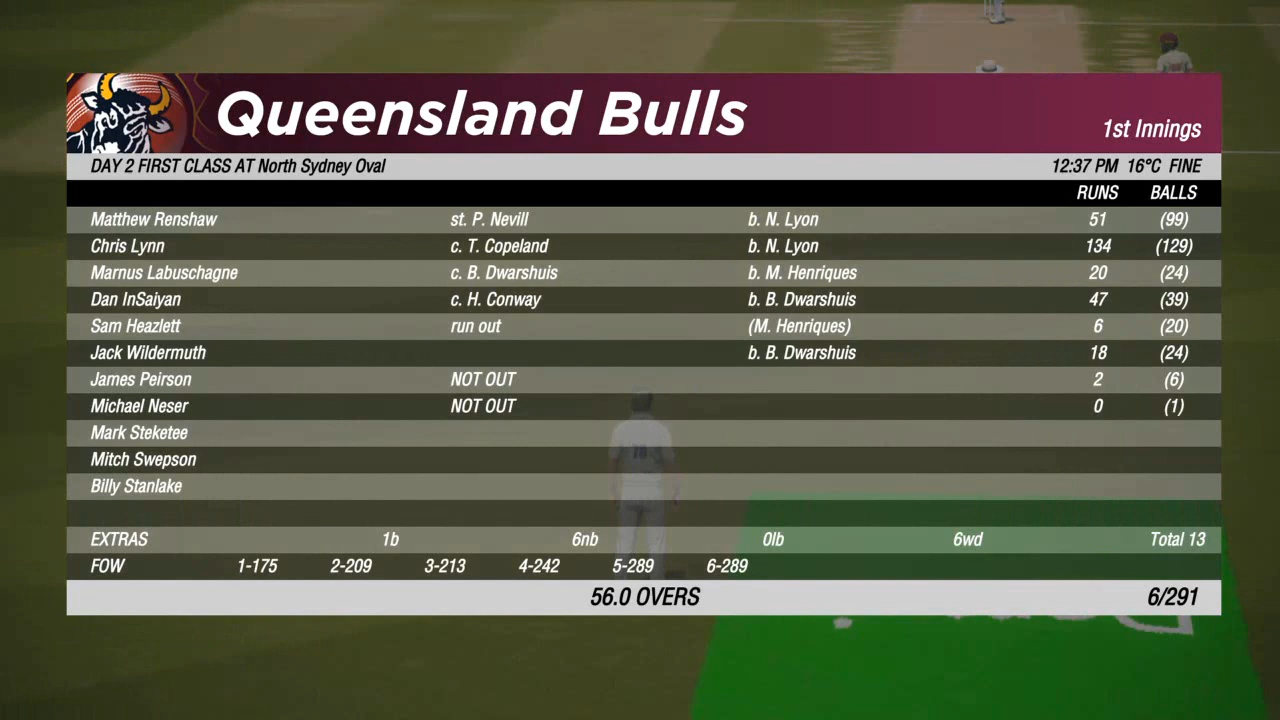 Queensland Bulls
1st Innings
DAY 2 FIRST CLASS AT North Sydney Oval 12:37 PM 16°C FINE
RUNS BALLS
Matthew Renshaw st. P. Nevill b. N. Lyon 51 (99)
Chris Lynn c. T. Copeland b. N. Lyon 134 (129)
Marnus Labuschagne c. B. Dwarshuis b. M. Henriques 20 (24)
Dan InSaiyan c. H. Conway b. B. Dwarshuis 47 (39)
Sam Heazlett run out (M. Henriques) 6 (20)
Jack Wildermuth b. B. Dwarshuis 18 (24)
James Peirson NOT OUT 2 (6)
Michael Neser NOT OUT 0 (1)
Mark Steketee
Mitch Swepson
Billy Stanlake
EXTRAS 1b 6nb 0lb 6wd Total 13
FOW 1-175 2-209 3-213 4-242 5-289 6-289
56.0 OVERS 6/291